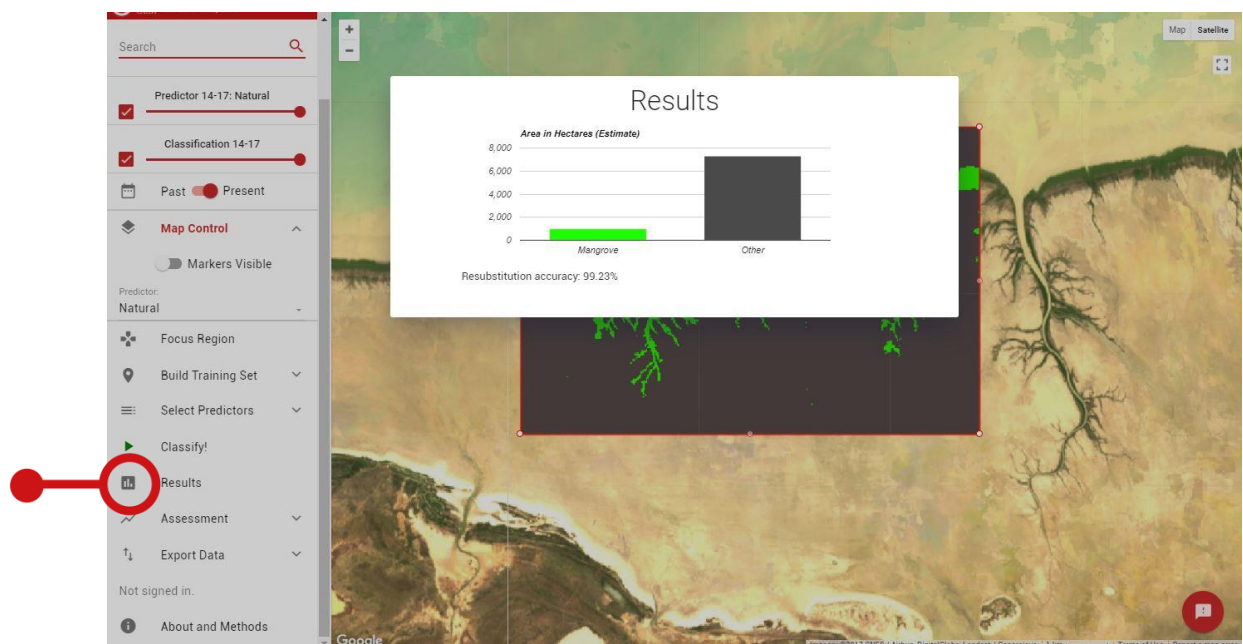 Search
Predictor 14-17: Natural
Classification 14-17
Past Present
Map Control
Markers Visible
Predictor:
Natural
Focus Region
Build Training Set
Select Predictors
Classify!
Results
Assessment
Export Data
Not signed in.
About and Methods
+
−
Map Satellite
Results
Area in Hectares (Estimate)
8,000
6,000
4,000
2,000
0
Mangrove Other
Resubstitution accuracy: 99.23%
Google